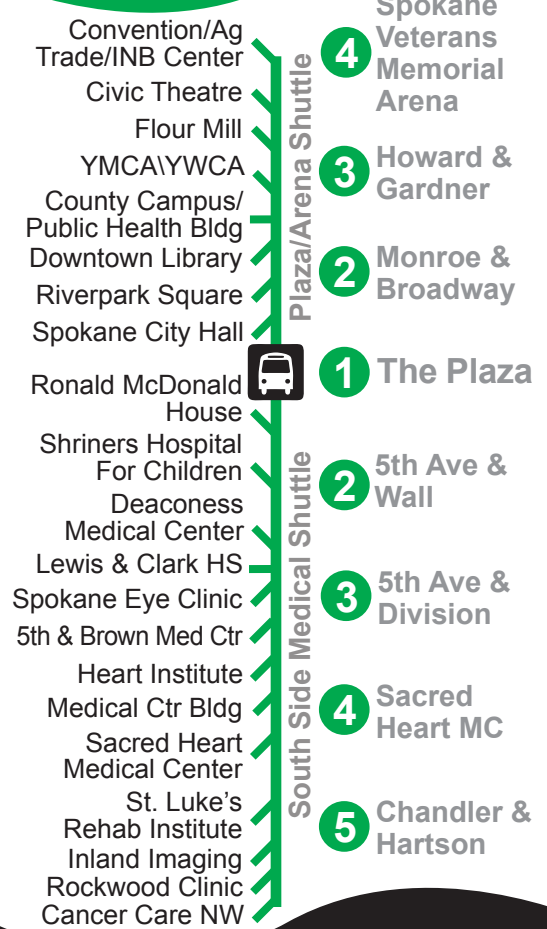 Convention/Ag
Trade/INB Center
Civic Theatre
Flour Mill
YMCA\YWCA
County Campus/
Public Health Bldg
Downtown Library
Riverpark Square
Spokane City Hall
Ronald McDonald
House
Shriners Hospital
For Children
Deaconess
Medical Center
Lewis & Clark HS
Spokane Eye Clinic
5th & Brown Med Ctr
Heart Institute
Medical Ctr Bldg
Sacred Heart
Medical Center
St. Luke's
Rehab Institute
Inland Imaging
Rockwood Clinic
Cancer Care NW
Plaza/Arena Shuttle
South Side Medical Shuttle
Spokane
4 Veterans
Memorial
Arena
3 Howard &
Gardner
2 Monroe &
Broadway
1 The Plaza
2 5th Ave &
Wall
3 5th Ave &
Division
4 Sacred
Heart MC
5 Chandler &
Hartson